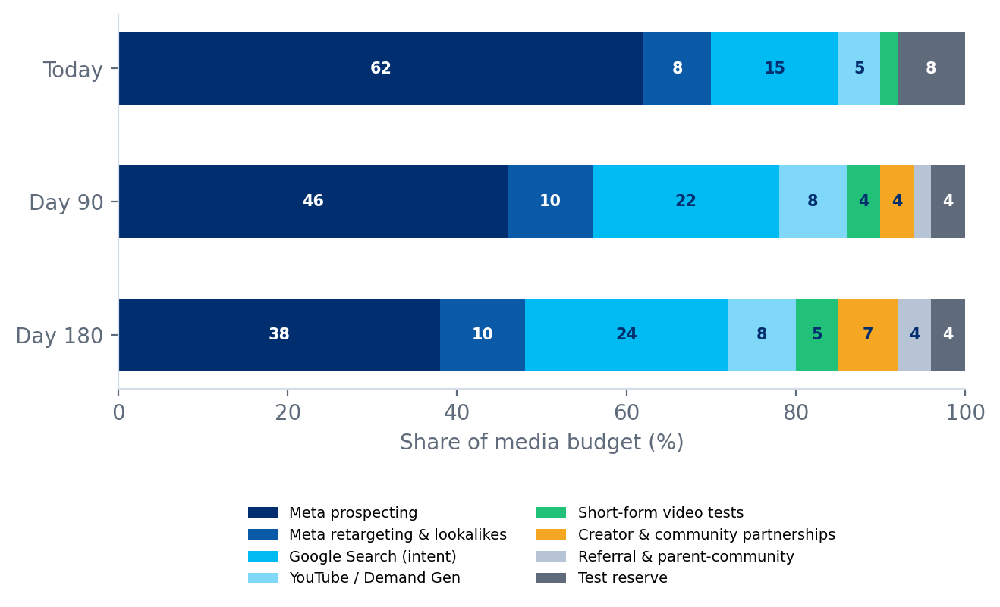 Today
62
8
15
5
8
Day 90
46
10
22
8
4
4
4
Day 180
38
10
24
8
5
7
4
4
0
20
40
60
80
100
Share of media budget (%)
Meta prospecting
Meta retargeting & lookalikes
Google Search (intent)
YouTube / Demand Gen
Short-form video tests
Creator & community partnerships
Referral & parent-community
Test reserve